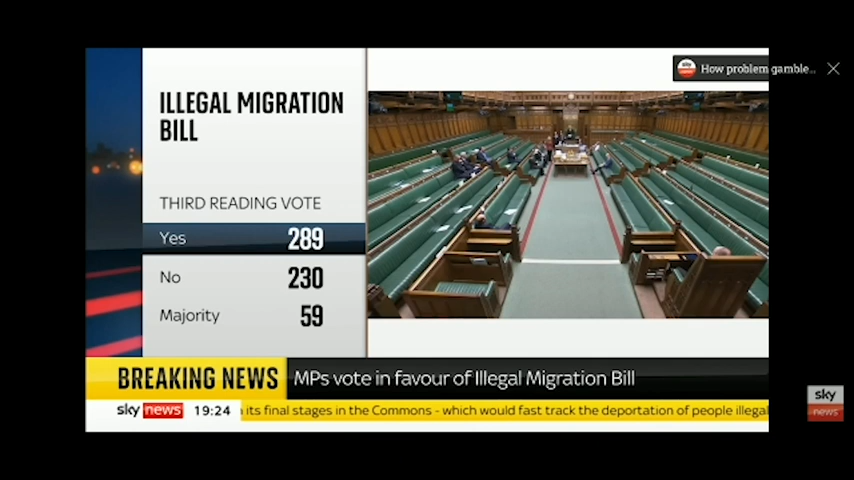 ILLEGAL MIGRATION
BILL
sky news How problem gamble...
THIRD READING VOTE
Yes 289
No 230
Majority 59
BREAKING NEWS MPs vote in favour of Illegal Migration Bill
sky news 19:24 its final stages in the Commons - which would fast track the deportation of people illegal
sky
news